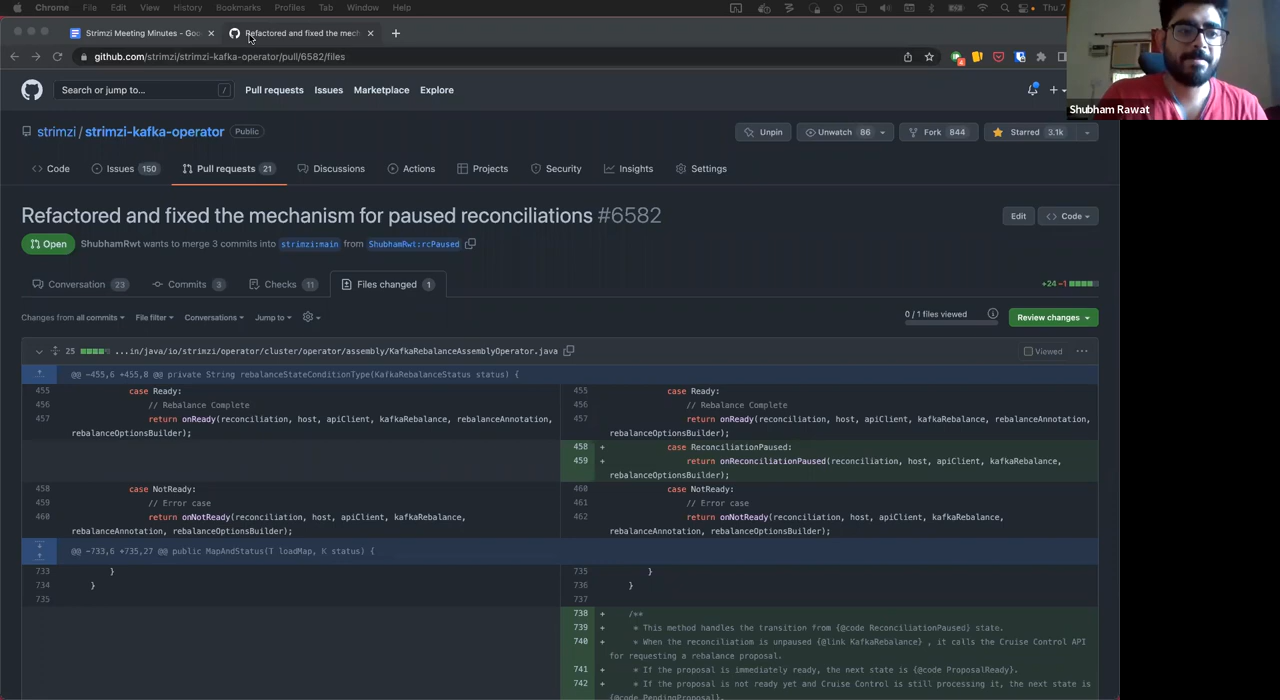 Chrome File Edit View History Bookmarks Profiles Tab Window Help Thu 7
Strimzi Meeting Minutes - Goo Refactored and fixed the mech
github.com/strimzi/strimzi-kafka-operator/pull/6582/files
Search or jump to... / Pull requests Issues Marketplace Explore
Shubham Rawat
strimzi / strimzi-kafka-operator Public
Unpin Unwatch 86 Fork 844 Starred 3.1k
Code Issues 150 Pull requests 21 Discussions Actions Projects Security Insights Settings
Refactored and fixed the mechanism for paused reconciliations #6582
Edit Code
Open ShubhamRwt wants to merge 3 commits into strimzi:main from ShubhamRwt:rcPaused
Conversation 23 Commits 3 Checks 11 Files changed 1
+24 -1
Changes from all commits File filter Conversations Jump to
0 / 1 files viewed Review changes
25 ...in/java/io/strimzi/operator/cluster/operator/assembly/KafkaRebalanceAssemblyOperator.java Viewed
@@ -455,6 +455,8 @@ private String rebalanceStateConditionType(KafkaRebalanceStatus status) {
455 case Ready: 455 case Ready:
456 // Rebalance Complete 456 // Rebalance Complete
457 return onReady(reconciliation, host, apiClient, kafkaRebalance, rebalanceAnnotation, 457 return onReady(reconciliation, host, apiClient, kafkaRebalance, rebalanceAnnotation,
rebalanceOptionsBuilder); rebalanceOptionsBuilder);
458 + case ReconciliationPaused:
459 + return onReconciliationPaused(reconciliation, host, apiClient, kafkaRebalance,
rebalanceOptionsBuilder);
458 case NotReady: 460 case NotReady:
459 // Error case 461 // Error case
460 return onNotReady(reconciliation, host, apiClient, kafkaRebalance, 462 return onNotReady(reconciliation, host, apiClient, kafkaRebalance,
rebalanceAnnotation, rebalanceOptionsBuilder); rebalanceAnnotation, rebalanceOptionsBuilder);
@@ -733,6 +735,27 @@ public MapAndStatus(T loadMap, K status) {
733 } 735 }
734 } 736 }
735 737
738 + /**
739 + * This method handles the transition from {@code ReconciliationPaused} state.
740 + * When the reconciliatiom is unpaused {@link KafkaRebalance} , it calls the Cruise Control API
for requesting a rebalance proposal.
741 + * If the proposal is immediately ready, the next state is {@code ProposalReady}.
742 + * If the proposal is not ready yet and Cruise Control is still processing it, the next state is
{@code PendingProposal}.